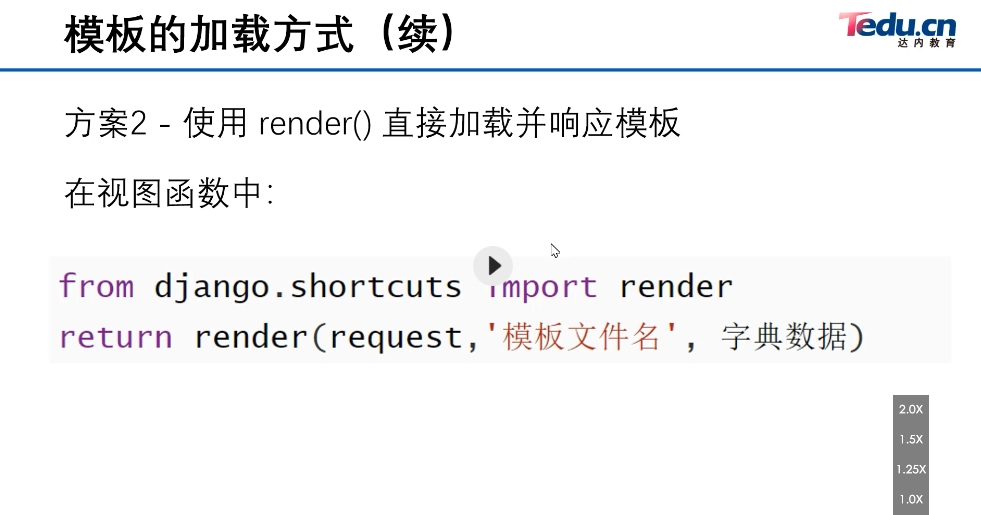 模板的加载方式（续）
Tedu.cn
达内教育
方案2 - 使用 render() 直接加载并响应模板
在视图函数中：
from django.shortcuts import render
return render(request,'模板文件名', 字典数据)
2.0X
1.5X
1.25X
1.0X